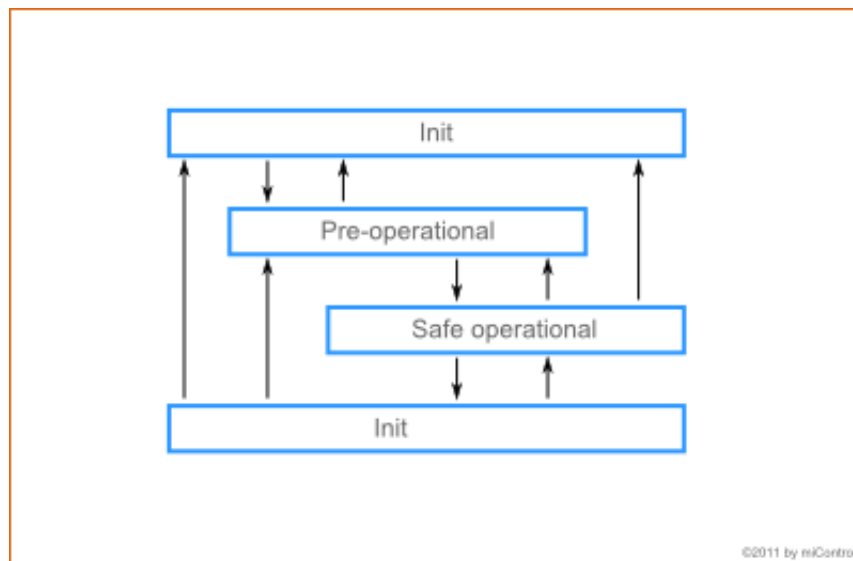 Init
Pre-operational
Safe operational
Init
©2011 by miContro